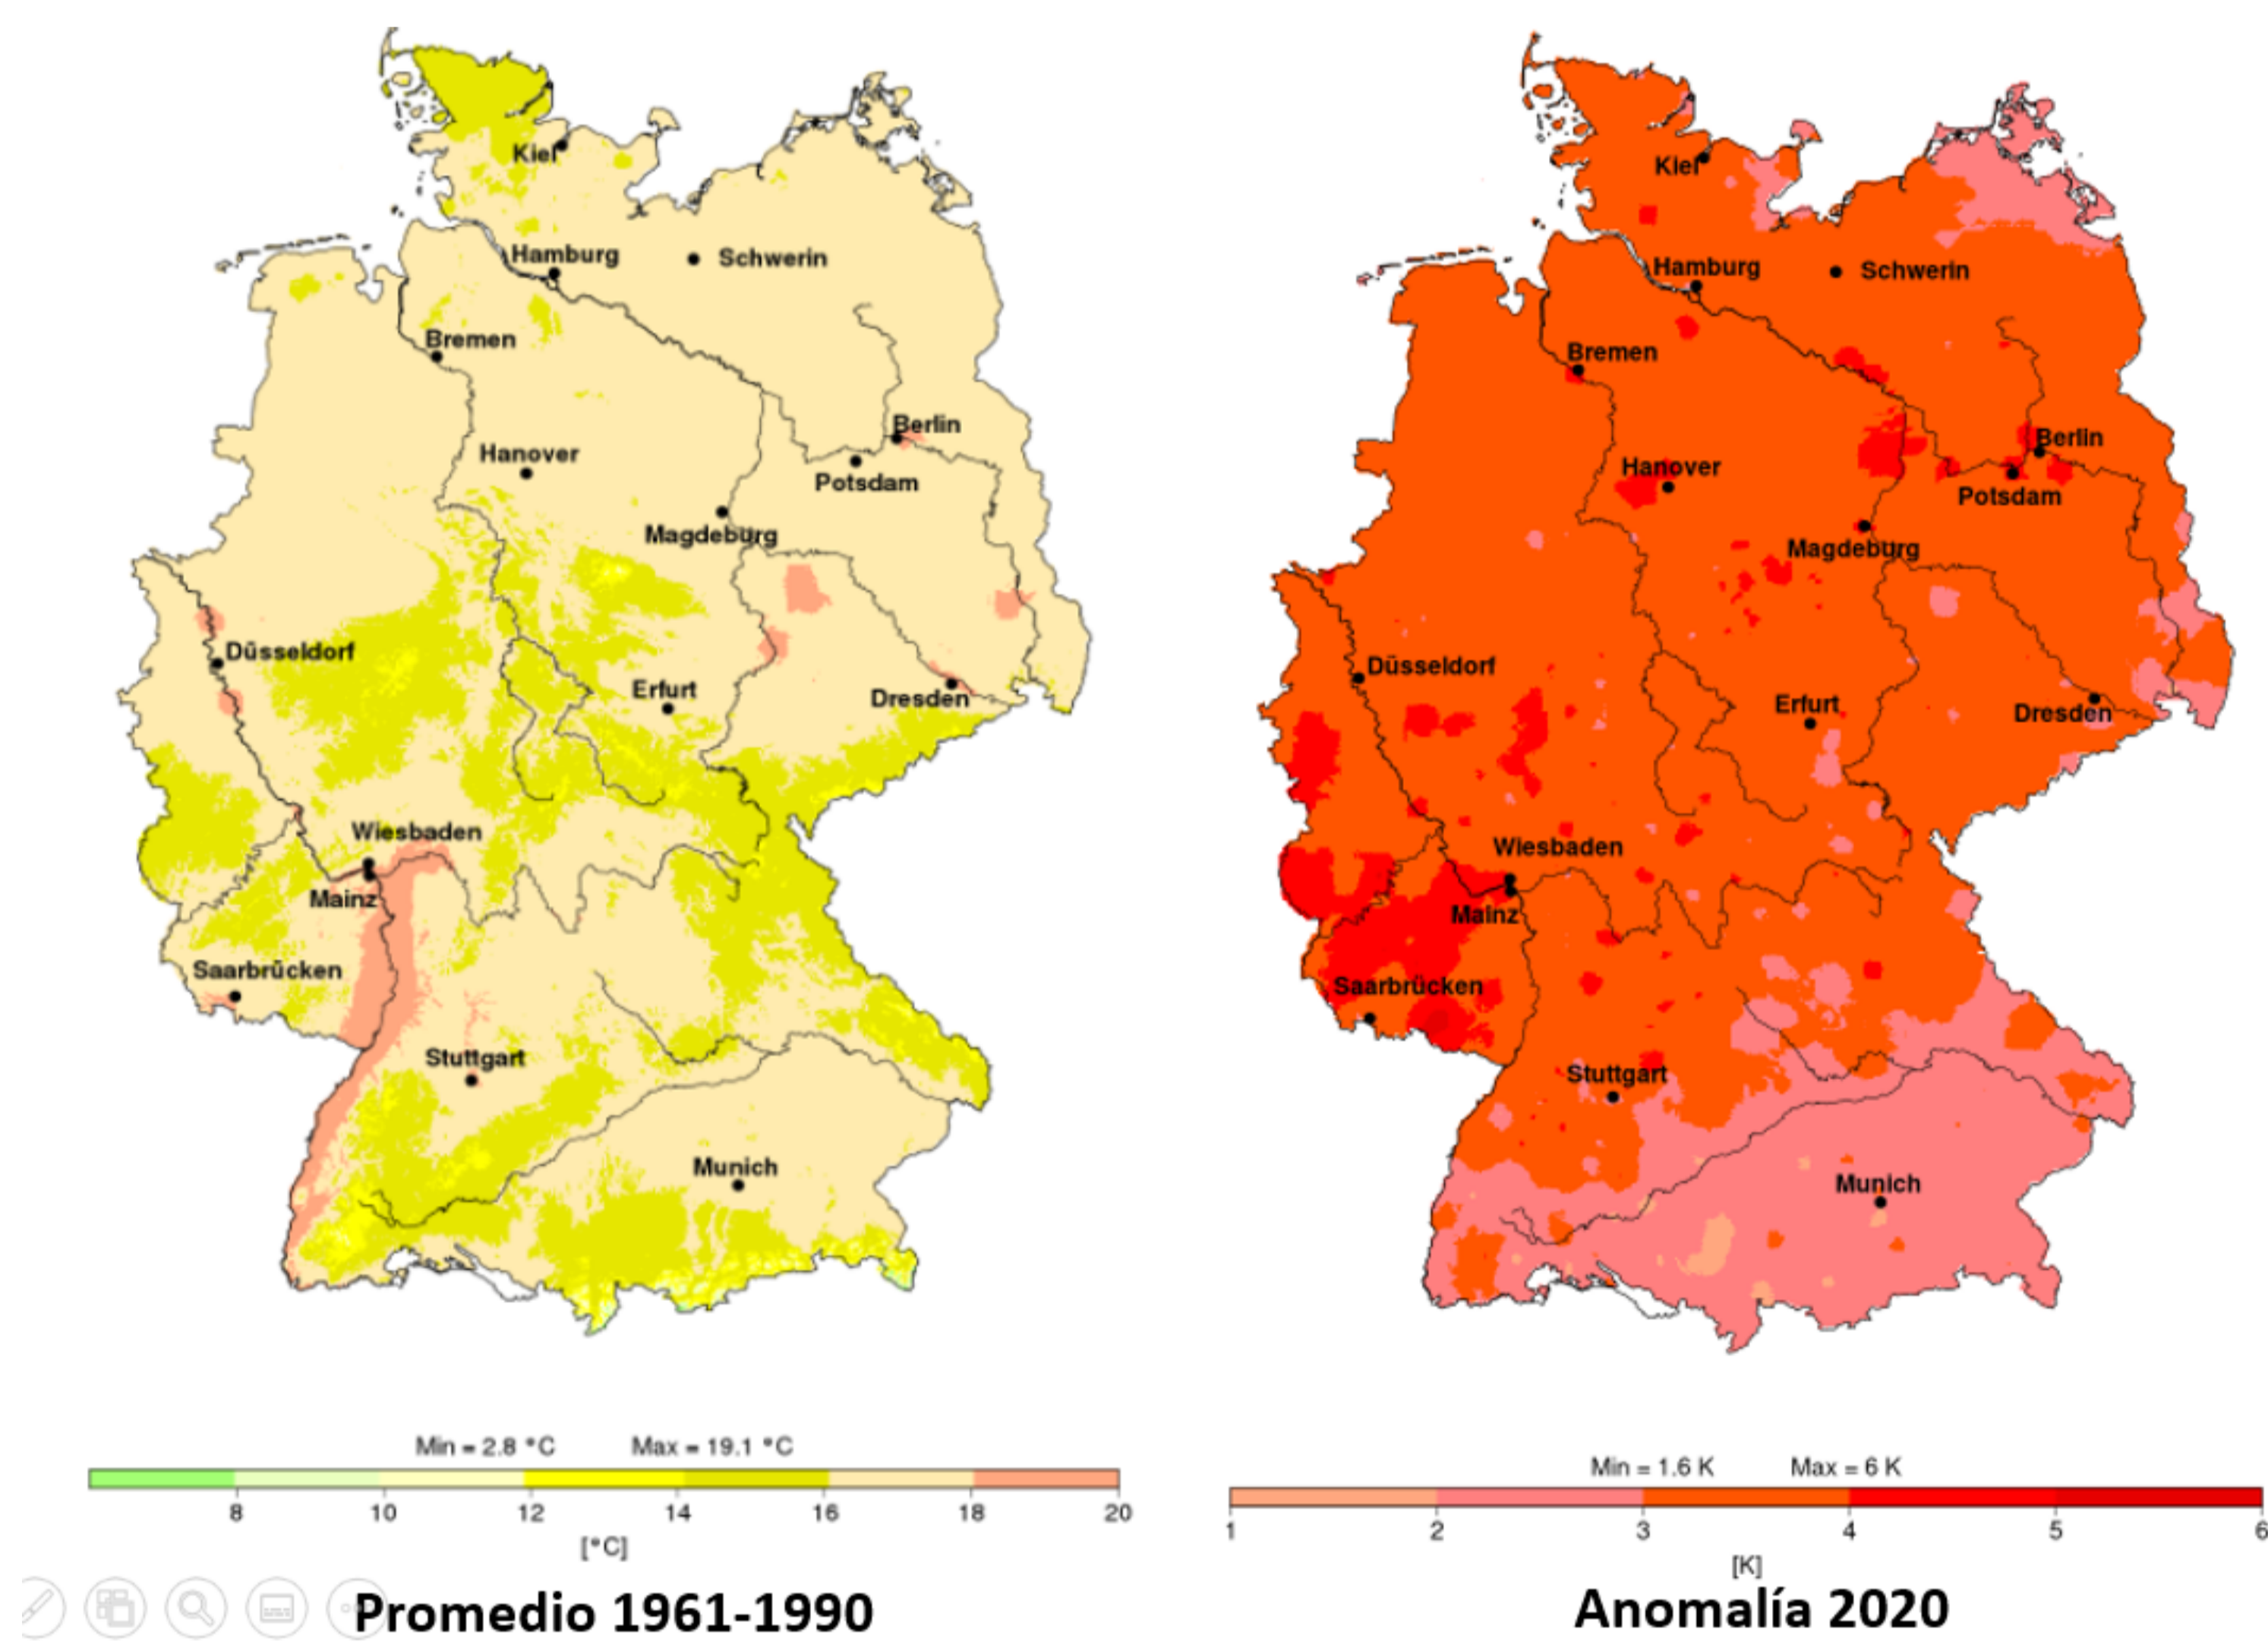 Kiel
Hamburg
Schwerin
Bremen
Berlin
Hanover
Potsdam
Magdeburg
Düsseldorf
Erfurt
Dresden
Wiesbaden
Mainz
Saarbrücken
Stuttgart
Munich
Min = 2.8 °C Max = 19.1 °C
8 10 12 14 16 18 20
[°C]
Promedio 1961-1990
Kiel
Hamburg
Schwerin
Bremen
Berlin
Hanover
Potsdam
Magdeburg
Düsseldorf
Erfurt
Dresden
Wiesbaden
Mainz
Saarbrücken
Stuttgart
Munich
Min = 1.6 K Max = 6 K
1 2 3 4 5 6
[K]
Anomalía 2020